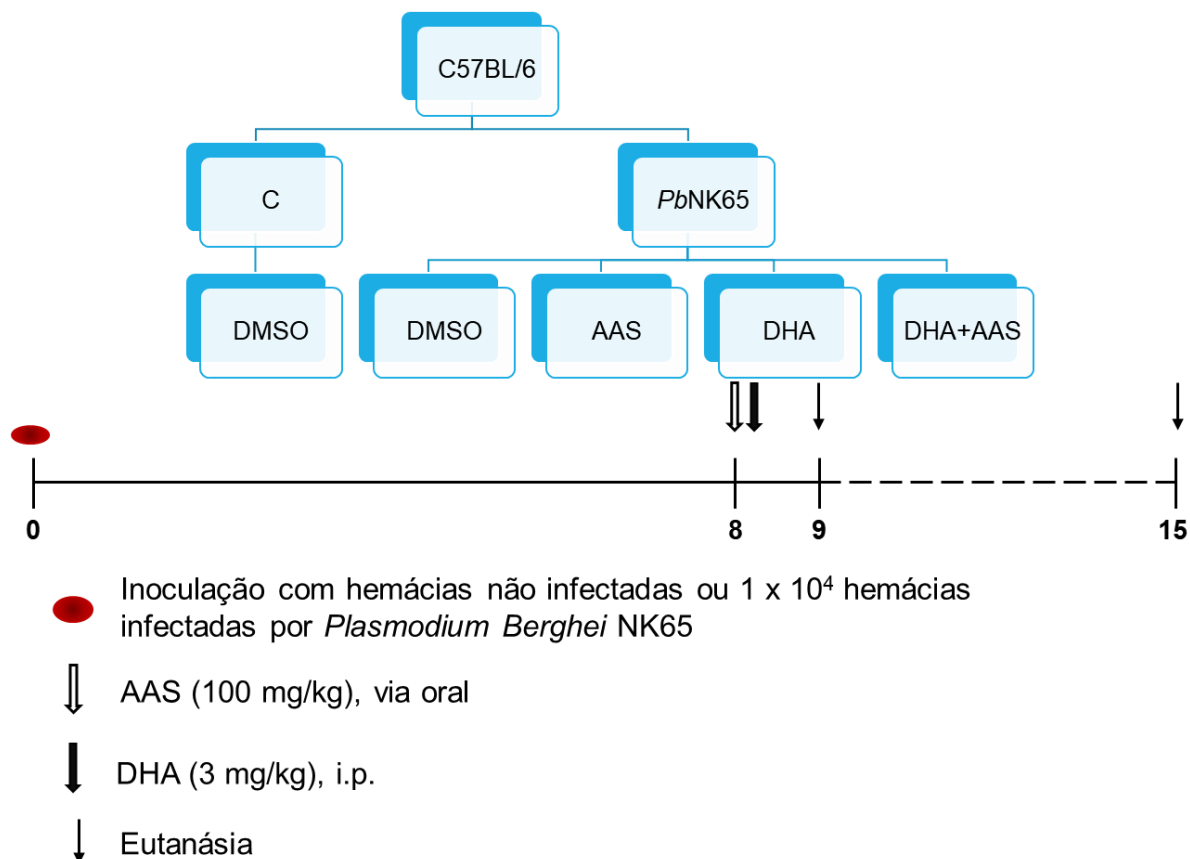 C57BL/6
C
PbNK65
DMSO
DMSO
AAS
DHA
DHA+AAS
0
8
9
15
Inoculação com hemácias não infectadas ou 1 x 10⁴ hemácias
infectadas por Plasmodium Berghei NK65
AAS (100 mg/kg), via oral
DHA (3 mg/kg), i.p.
Eutanásia